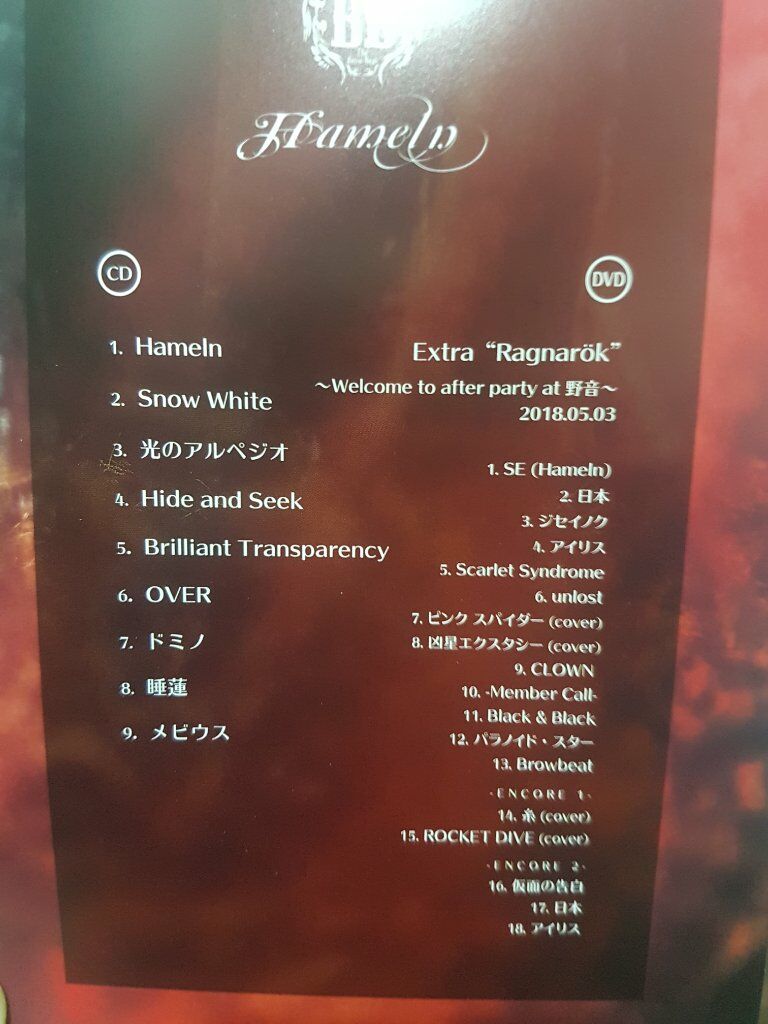 Hameln
CD
1. Hameln
2. Snow White
3. 光のアルペジオ
4. Hide and Seek
5. Brilliant Transparency
6. OVER
7. ドミノ
8. 睡蓮
9. メビウス
DVD
Extra “Ragnarök”
～Welcome to after party at 野音～
2018.05.03
1. SE (Hameln)
2. 日本
3. ジセイノク
4. アイリス
5. Scarlet Syndrome
6. unlost
7. ピンク スパイダー (cover)
8. 凶星エクスタシー (cover)
9. CLOWN
10. -Member Call-
11. Black & Black
12. パラノイド・スター
13. Browbeat
-ENCORE 1-
14. 糸 (cover)
15. ROCKET DIVE (cover)
-ENCORE 2-
16. 仮面の告白
17. 日本
18. アイリス